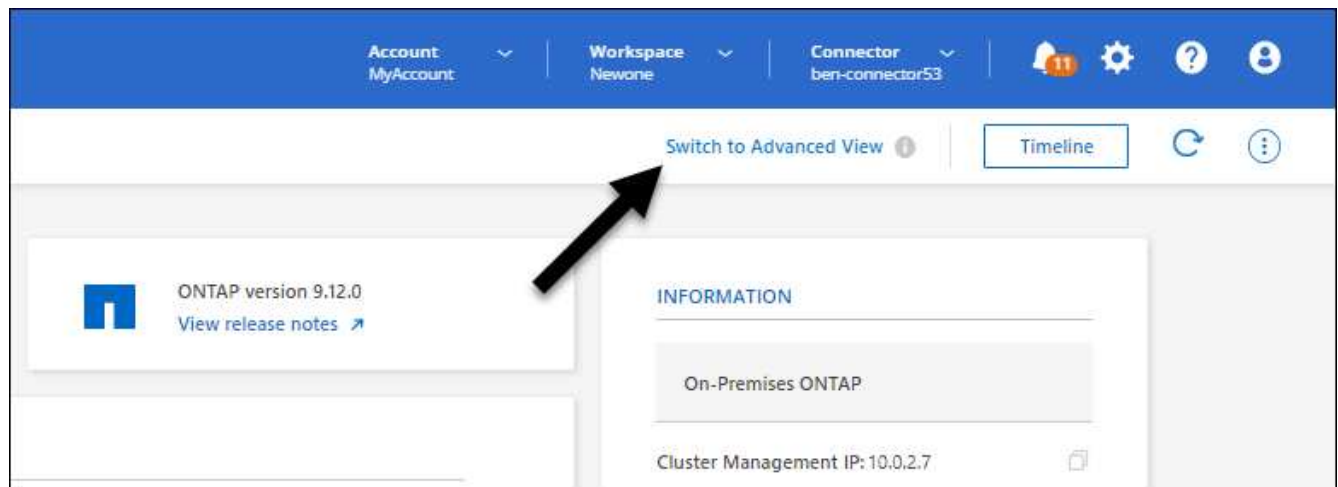 Account
MyAccount
Workspace
Newone
Connector
ben-connector53
11
Switch to Advanced View
Timeline
ONTAP version 9.12.0
View release notes
INFORMATION
On-Premises ONTAP
Cluster Management IP: 10.0.2.7